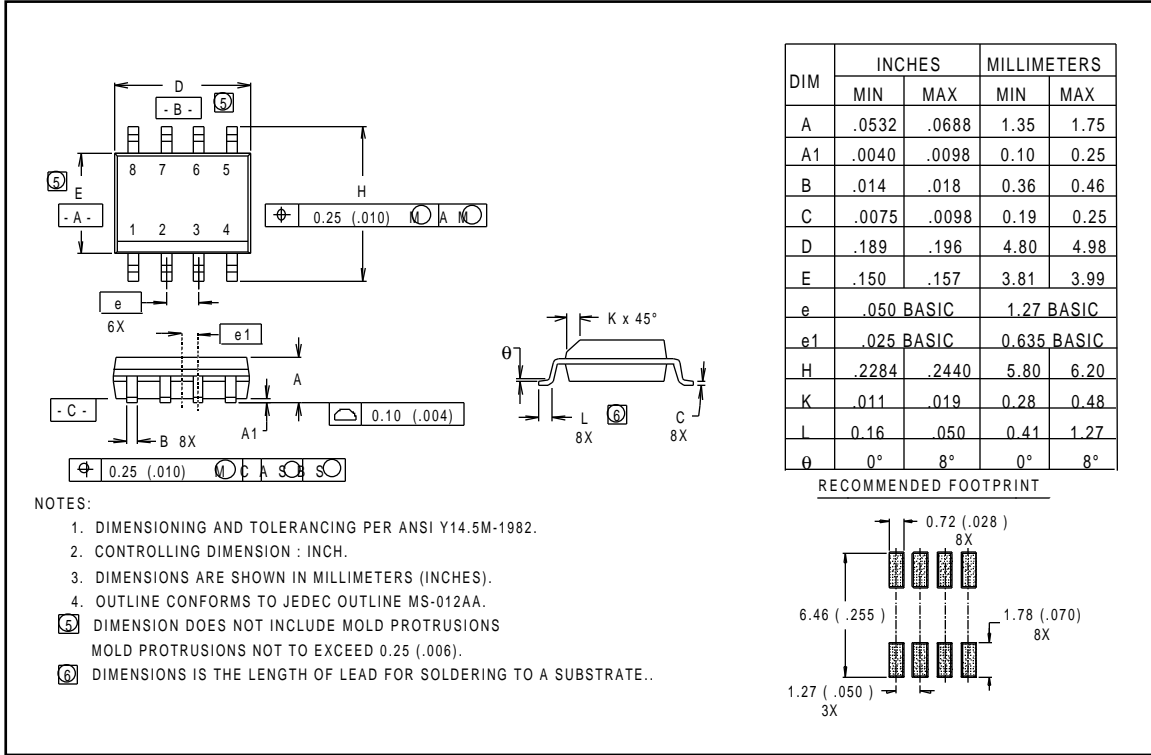 D
- B -
5
8 7 6 5
5
E
- A -
H
0.25 (.010) M A M
1 2 3 4
e
6X
e1
A
- C -
B 8X
A1
0.10 (.004)
0.25 (.010) M C A S B S
K x 45°
θ
L
8X
6
C
8X
DIM INCHES MILLIMETERS
MIN MAX MIN MAX
A .0532 .0688 1.35 1.75
A1 .0040 .0098 0.10 0.25
B .014 .018 0.36 0.46
C .0075 .0098 0.19 0.25
D .189 .196 4.80 4.98
E .150 .157 3.81 3.99
e .050 BASIC 1.27 BASIC
e1 .025 BASIC 0.635 BASIC
H .2284 .2440 5.80 6.20
K .011 .019 0.28 0.48
L 0.16 .050 0.41 1.27
θ 0° 8° 0° 8°
RECOMMENDED FOOTPRINT
0.72 (.028 )
8X
6.46 ( .255 )
1.78 (.070)
8X
1.27 ( .050 )
3X
NOTES:
1. DIMENSIONING AND TOLERANCING PER ANSI Y14.5M-1982.
2. CONTROLLING DIMENSION : INCH.
3. DIMENSIONS ARE SHOWN IN MILLIMETERS (INCHES).
4. OUTLINE CONFORMS TO JEDEC OUTLINE MS-012AA.
5 DIMENSION DOES NOT INCLUDE MOLD PROTRUSIONS
MOLD PROTRUSIONS NOT TO EXCEED 0.25 (.006).
6 DIMENSIONS IS THE LENGTH OF LEAD FOR SOLDERING TO A SUBSTRATE..